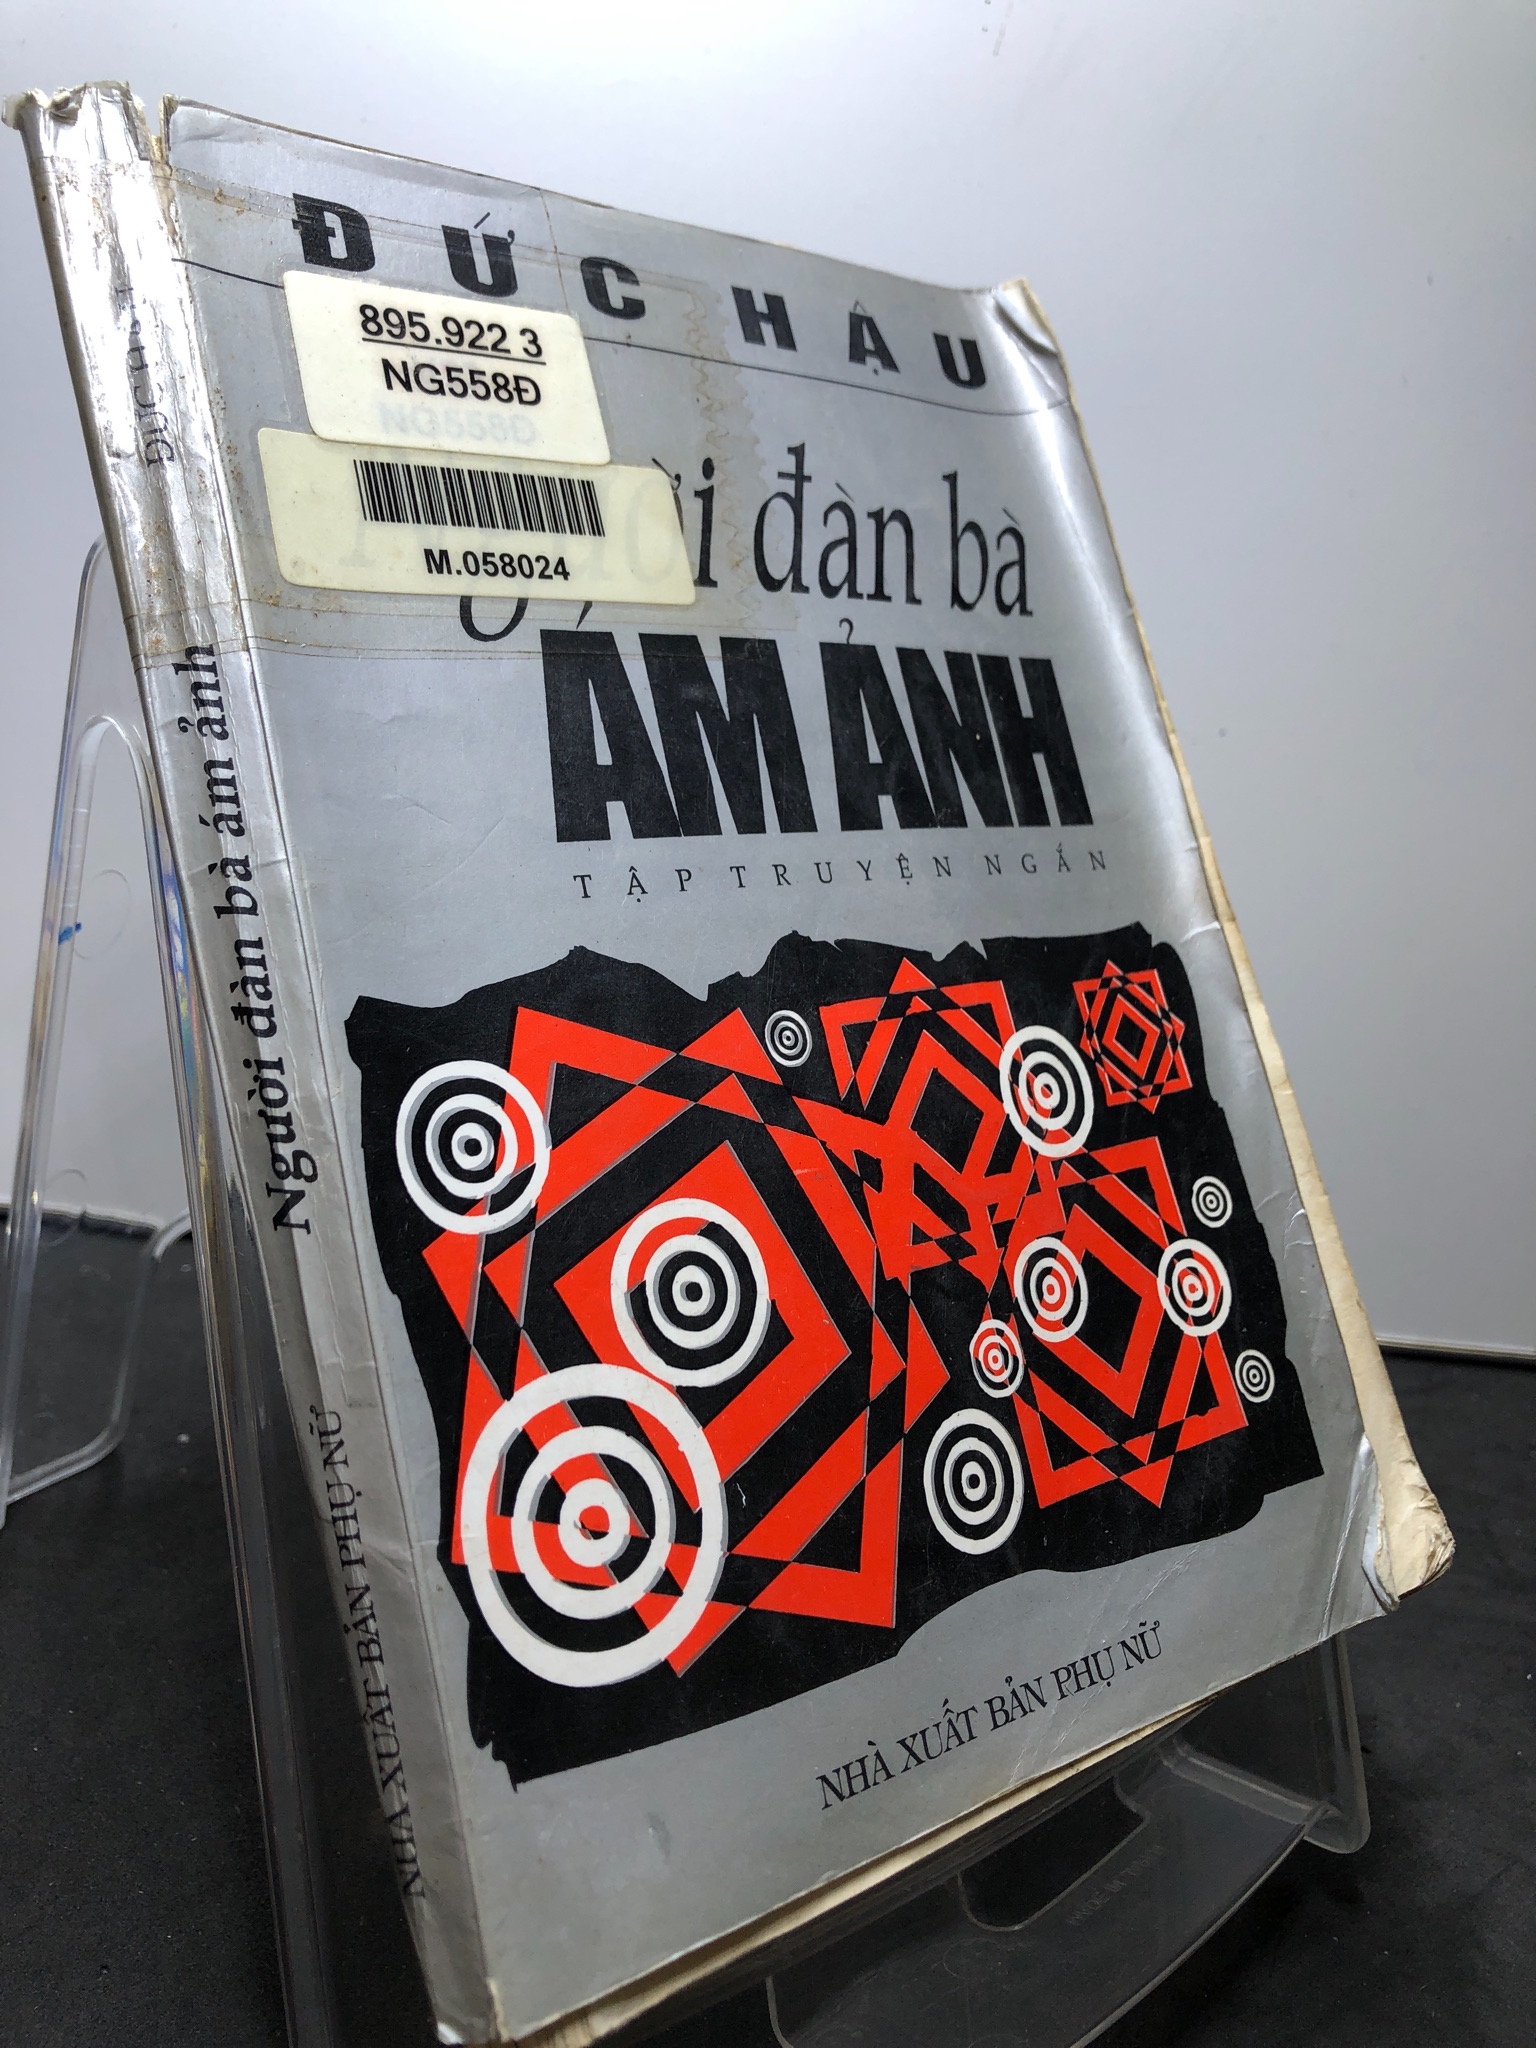 ĐỨC HẬU
895.922 3
NG558Đ
NG558Đ
M.058024
Người đàn bà
ÁM ẢNH
TẬP TRUYỆN NGẮN
NHÀ XUẤT BẢN PHỤ NỮ
Người đàn bà ám ảnh
NHÀ XUẤT BẢN PHỤ NỮ